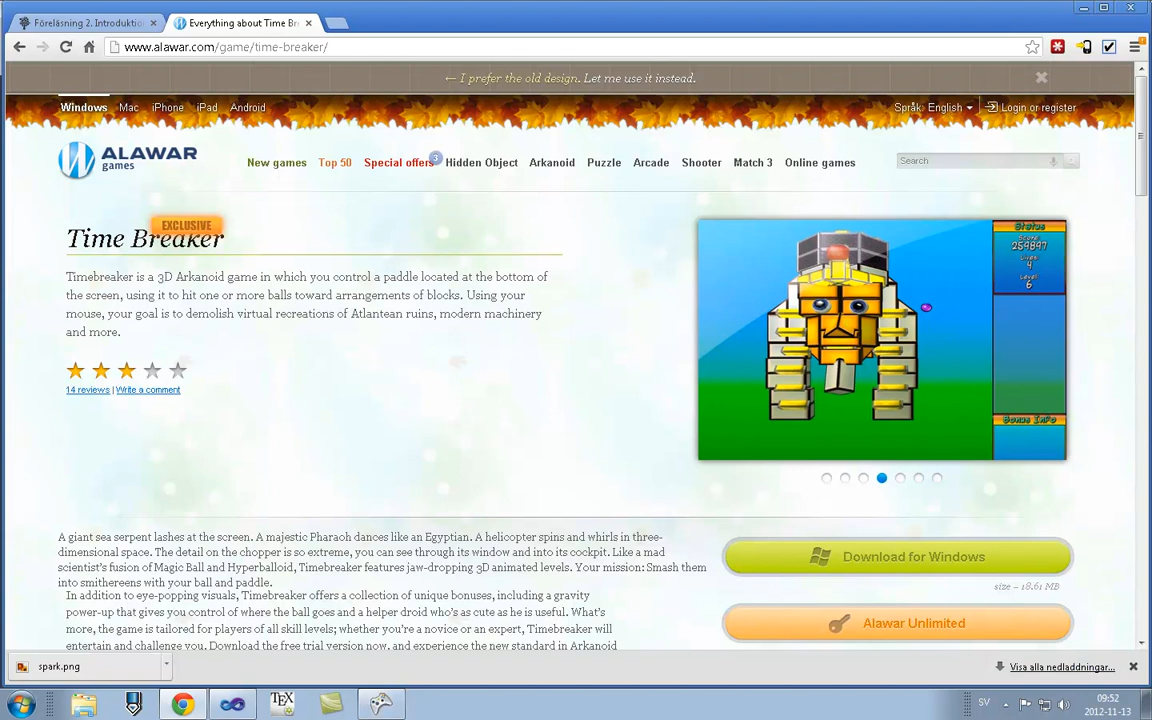 Föreläsning 2. Introduktio
Everything about Time Br
www.alawar.com/game/time-breaker/
← I prefer the old design. Let me use it instead.
Windows Mac iPhone iPad Android
Språk: English Login or register
ALAWAR
games
New games Top 50 Special offers 3 Hidden Object Arkanoid Puzzle Arcade Shooter Match 3 Online games
Search
EXCLUSIVE
Time Breaker
Timebreaker is a 3D Arkanoid game in which you control a paddle located at the bottom of
the screen, using it to hit one or more balls toward arrangements of blocks. Using your
mouse, your goal is to demolish virtual recreations of Atlantean ruins, modern machinery
and more.
14 reviews | Write a comment
Status
Score:
259897
Lives:
4
Level:
6
Bonus Info
A giant sea serpent lashes at the screen. A majestic Pharaoh dances like an Egyptian. A helicopter spins and whirls in three-
dimensional space. The detail on the chopper is so extreme, you can see through its window and into its cockpit. Like a mad
scientist's fusion of Magic Ball and Hyperballoid, Timebreaker features jaw-dropping 3D animated levels. Your mission: Smash them
into smithereens with your ball and paddle.
In addition to eye-popping visuals, Timebreaker offers a collection of unique bonuses, including a gravity
power-up that gives you control of where the ball goes and a helper droid who's as cute as he is useful. What's
more, the game is tailored for players of all skill levels; whether you're a novice or an expert, Timebreaker will
entertain and challenge you. Download the free trial version now, and experience the new standard in Arkanoid
Download for Windows
size – 18.61 MB
Alawar Unlimited
spark.png
Visa alla nedladdningar...
TEX
SV
09:52
2012-11-13